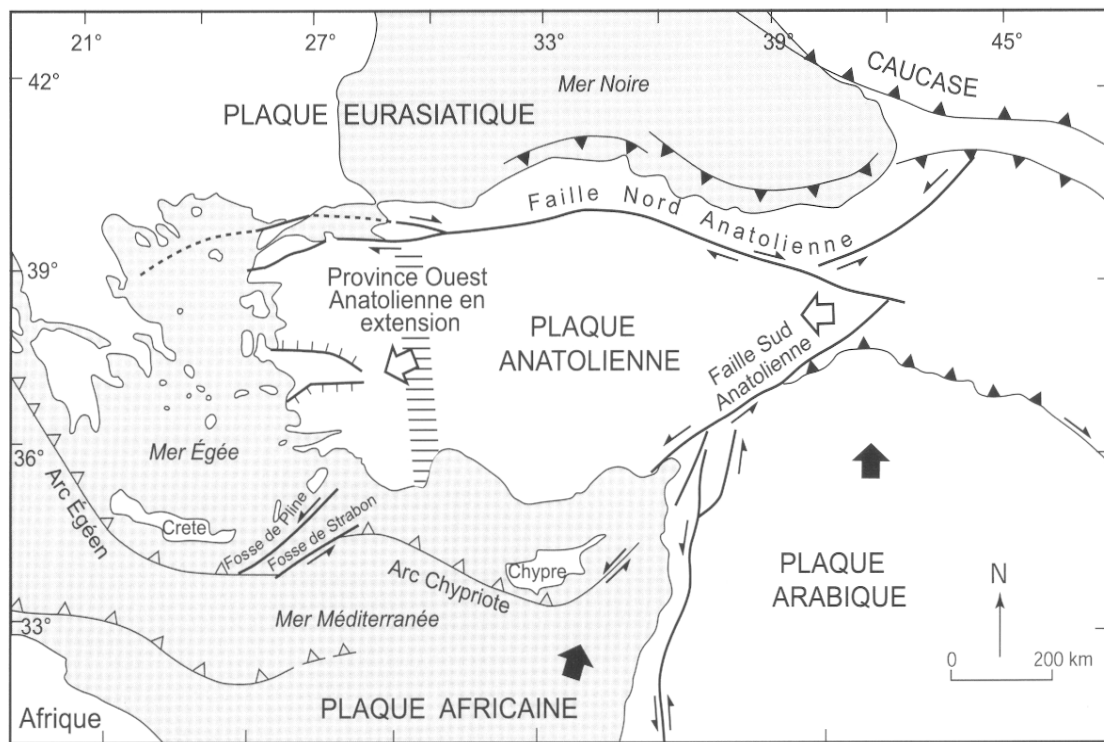 21°
27°
33°
39°
45°
42°
CAUCASE
Mer Noire
PLAQUE EURASIATIQUE
Faille Nord Anatolienne
39°
Province Ouest
Anatolienne en
extension
PLAQUE
ANATOLIENNE
Faille Sud
Anatolienne
36°
Mer Égée
Arc Égéen
Crete
Fosse de Pline
Fosse de Strabon
Chypre
Arc Chypriote
PLAQUE
ARABIQUE
N
33°
Mer Méditerranée
0 200 km
PLAQUE AFRICAINE
Afrique